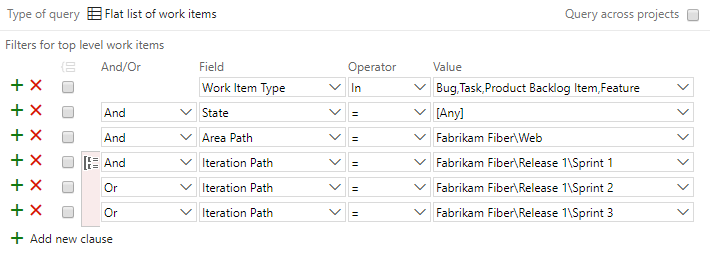 Type of query Flat list of work items Query across projects
Filters for top level work items
And/Or Field Operator Value
Work Item Type In Bug,Task,Product Backlog Item,Feature
And State = [Any]
And Area Path = Fabrikam Fiber\Web
And Iteration Path = Fabrikam Fiber\Release 1\Sprint 1
Or Iteration Path = Fabrikam Fiber\Release 1\Sprint 2
Or Iteration Path = Fabrikam Fiber\Release 1\Sprint 3
Add new clause